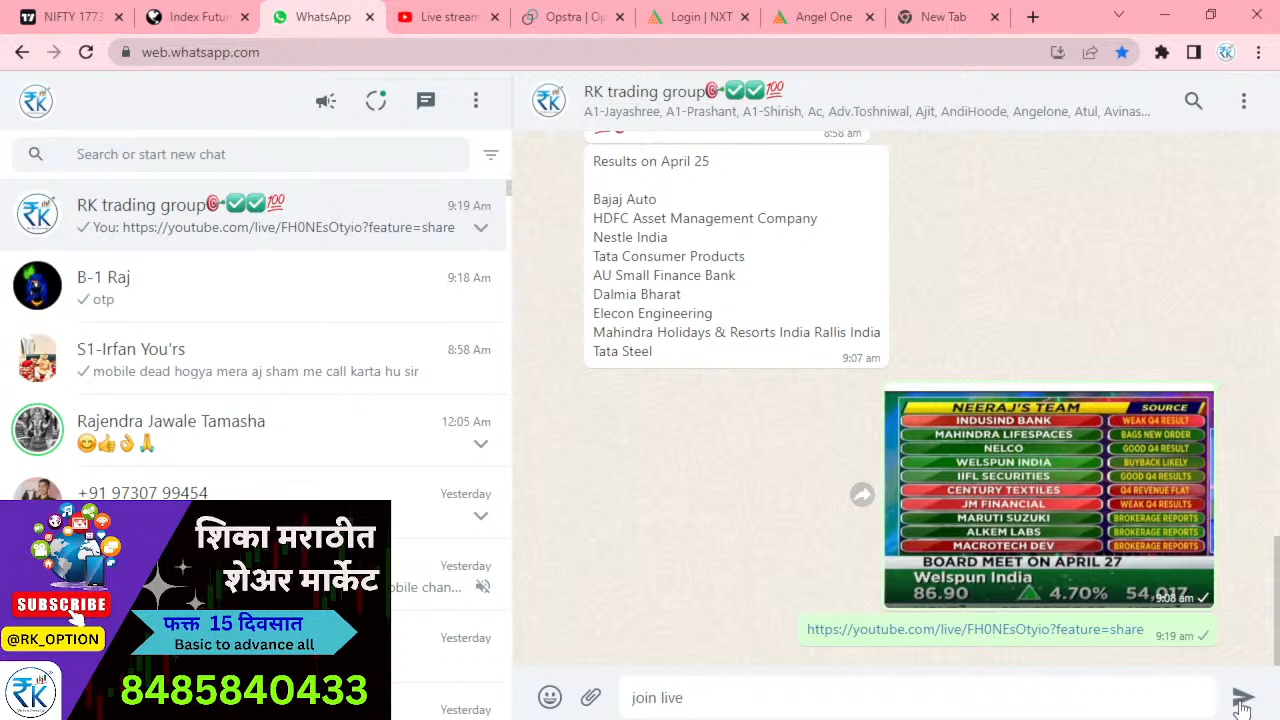 NIFTY 1773
Index Futur
WhatsApp
Live stream
Opstra | Op
Login | NXT
Angel One
New Tab
web.whatsapp.com
RK trading group🎯✅✅💯
A1-Jayashree, A1-Prashant, A1-Shirish, Ac, Adv.Toshniwal, Ajit, AndiHoode, Angelone, Atul, Avinas...
Search or start new chat
RK trading group🎯✅✅💯
9:19 Am
You: https://youtube.com/live/FH0NEsOtyio?feature=share
B-1 Raj
9:18 Am
otp
S1-Irfan You'rs
8:58 Am
mobile dead hogya mera aj sham me call karta hu sir
Rajendra Jawale Tamasha
12:05 Am
😊👍👌🙏
+91 97307 99454
Yesterday
Yesterday
obile chan...
Yesterday
Yesterday
8:58 am
Results on April 25
Bajaj Auto
HDFC Asset Management Company
Nestle India
Tata Consumer Products
AU Small Finance Bank
Dalmia Bharat
Elecon Engineering
Mahindra Holidays & Resorts India Rallis India
Tata Steel
9:07 am
NEERAJ'S TEAM SOURCE
INDUSIND BANK WEAK Q4 RESULT
MAHINDRA LIFESPACES BAGS NEW ORDER
NELCO GOOD Q4 RESULT
WELSPUN INDIA BUYBACK LIKELY
IIFL SECURITIES GOOD Q4 RESULTS
CENTURY TEXTILES Q4 REVENUE FLAT
JM FINANCIAL WEAK Q4 RESULTS
MARUTI SUZUKI BROKERAGE REPORTS
ALKEM LABS BROKERAGE REPORTS
MACROTECH DEV BROKERAGE REPORTS
BOARD MEET ON APRIL 27
Welspun India
86.90 4.70%
9:08 am
https://youtube.com/live/FH0NEsOtyio?feature=share
9:19 am
join live
शिका मराठीत
शेअर मार्केट
SUBSCRIBE
@RK_OPTION
फक्त 15 दिवसात
Basic to advance all
8485840433
RK